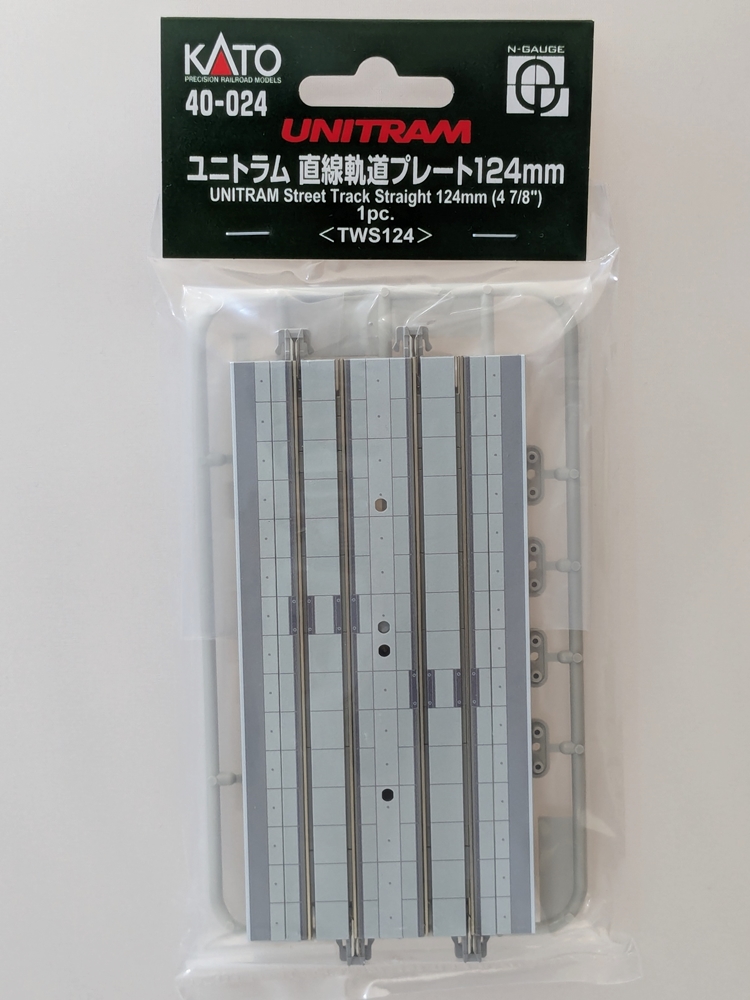 KATO
PRECISION RAILROAD MODELS
40-024
N-GAUGE
UNITRAM
ユニトラム 直線軌道プレート124mm
UNITRAM Street Track Straight 124mm (4 7/8")
1pc.
<TWS124>